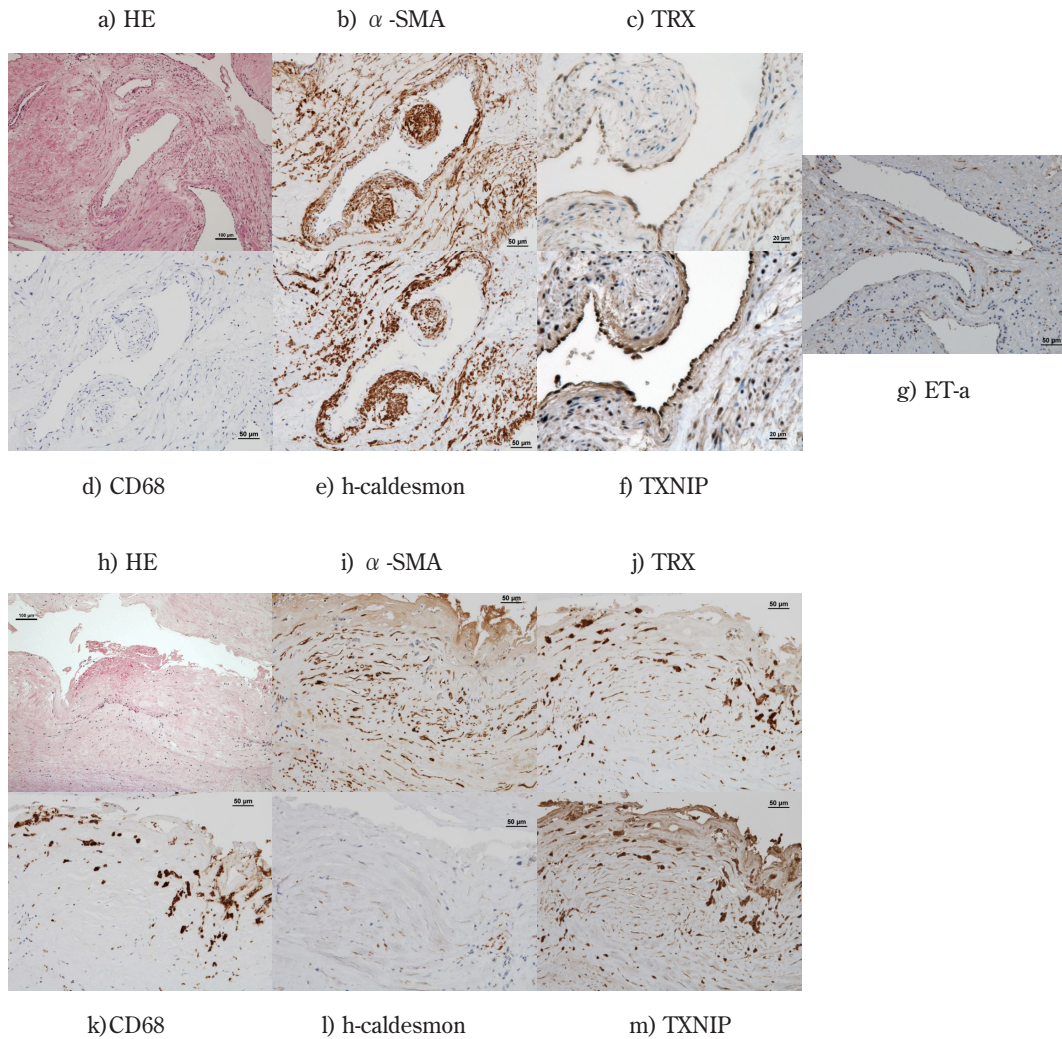 a) HE
b) α -SMA
c) TRX
100 μm
50 μm
20 μm
50 μm
50 μm
20 μm
50 μm
g) ET-a
d) CD68
e) h-caldesmon
f) TXNIP
h) HE
i) α -SMA
j) TRX
100 μm
50 μm
50 μm
50 μm
50 μm
50 μm
k)CD68
l) h-caldesmon
m) TXNIP